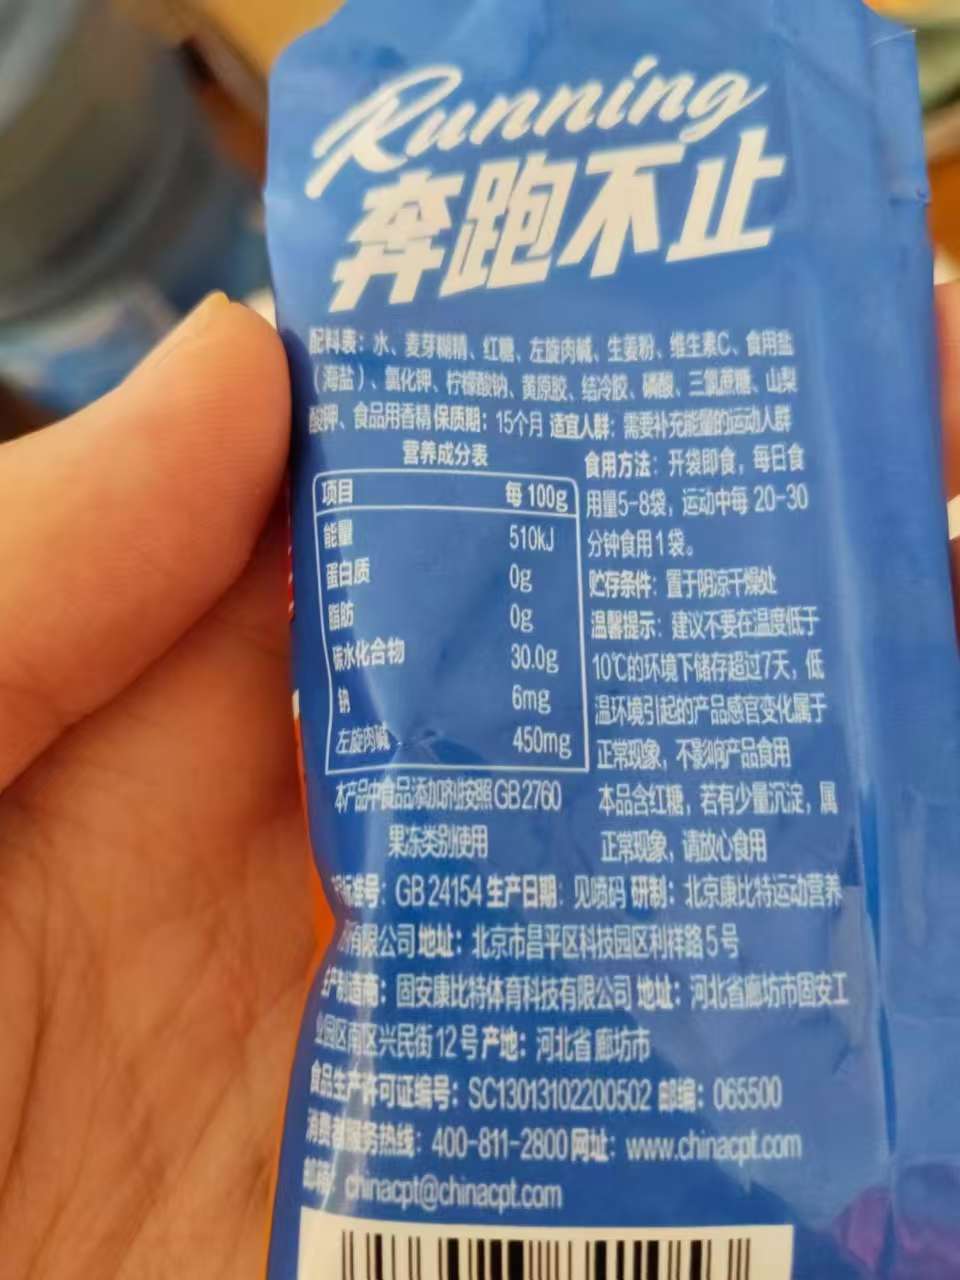 Running
奔跑不止
配料表：水、麦芽糊精、红糖、左旋肉碱、生姜粉、维生素C、食用盐
（海盐）、氯化钾、柠檬酸钠、黄原胶、结冷胶、磷酸、三氯蔗糖、山梨
酸钾、食品用香精 保质期：15个月 适宜人群：需要补充能量的运动人群
营养成分表
项目 每100g
能量 510kJ
蛋白质 0g
脂肪 0g
碳水化合物 30.0g
钠 6mg
左旋肉碱 450mg
本产品中食品添加剂按照GB2760
果冻类别使用
食用方法：开袋即食，每日食
用量5-8袋，运动中每20-30
分钟食用1袋。
贮存条件：置于阴凉干燥处
温馨提示：建议不要在温度低于
10℃的环境下储存超过7天，低
温环境引起的产品感官变化属于
正常现象，不影响产品食用
本品含红糖，若有少量沉淀，属
正常现象，请放心食用
标准号：GB 24154 生产日期：见喷码 研制：北京康比特运动营养
有限公司 地址：北京市昌平区科技园区利祥路5号
生产制造商：固安康比特体育科技有限公司 地址：河北省廊坊市固安工
业园区南区兴民街12号 产地：河北省廊坊市
食品生产许可证编号：SC13013102200502 邮编：065500
消费者服务热线：400-811-2800 网址：www.chinacpt.com
邮箱：chinacpt@chinacpt.com